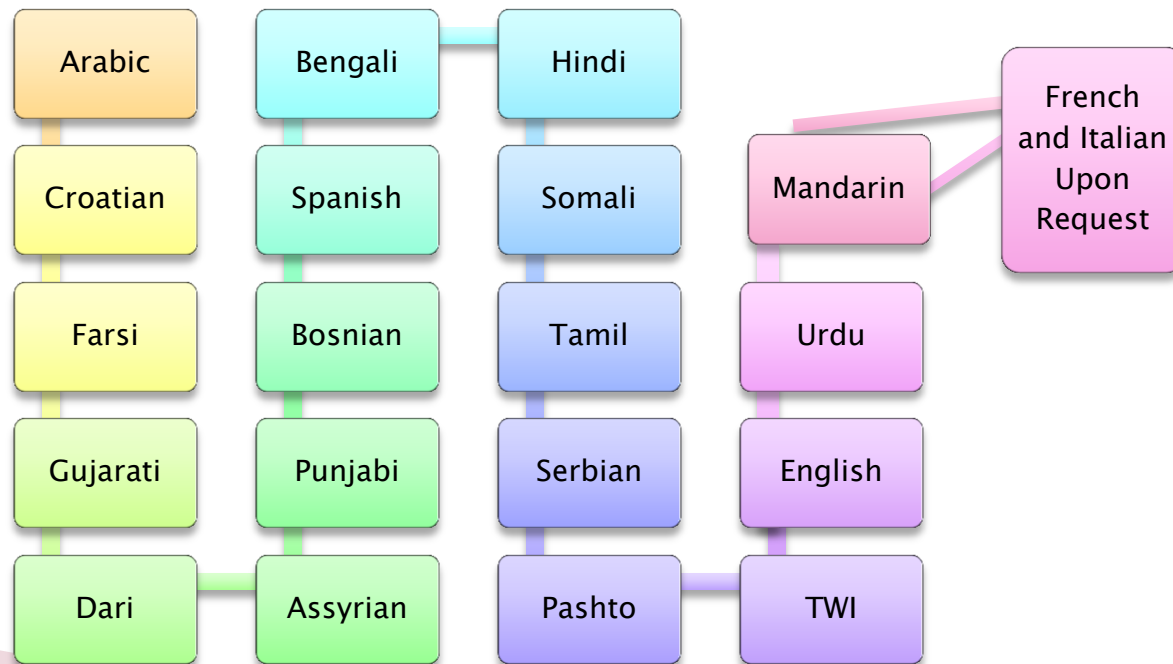 Arabic
Croatian
Farsi
Gujarati
Dari
Assyrian
Punjabi
Bosnian
Spanish
Bengali
Hindi
Somali
Tamil
Serbian
Pashto
TWI
English
Urdu
Mandarin
French
and Italian
Upon
Request